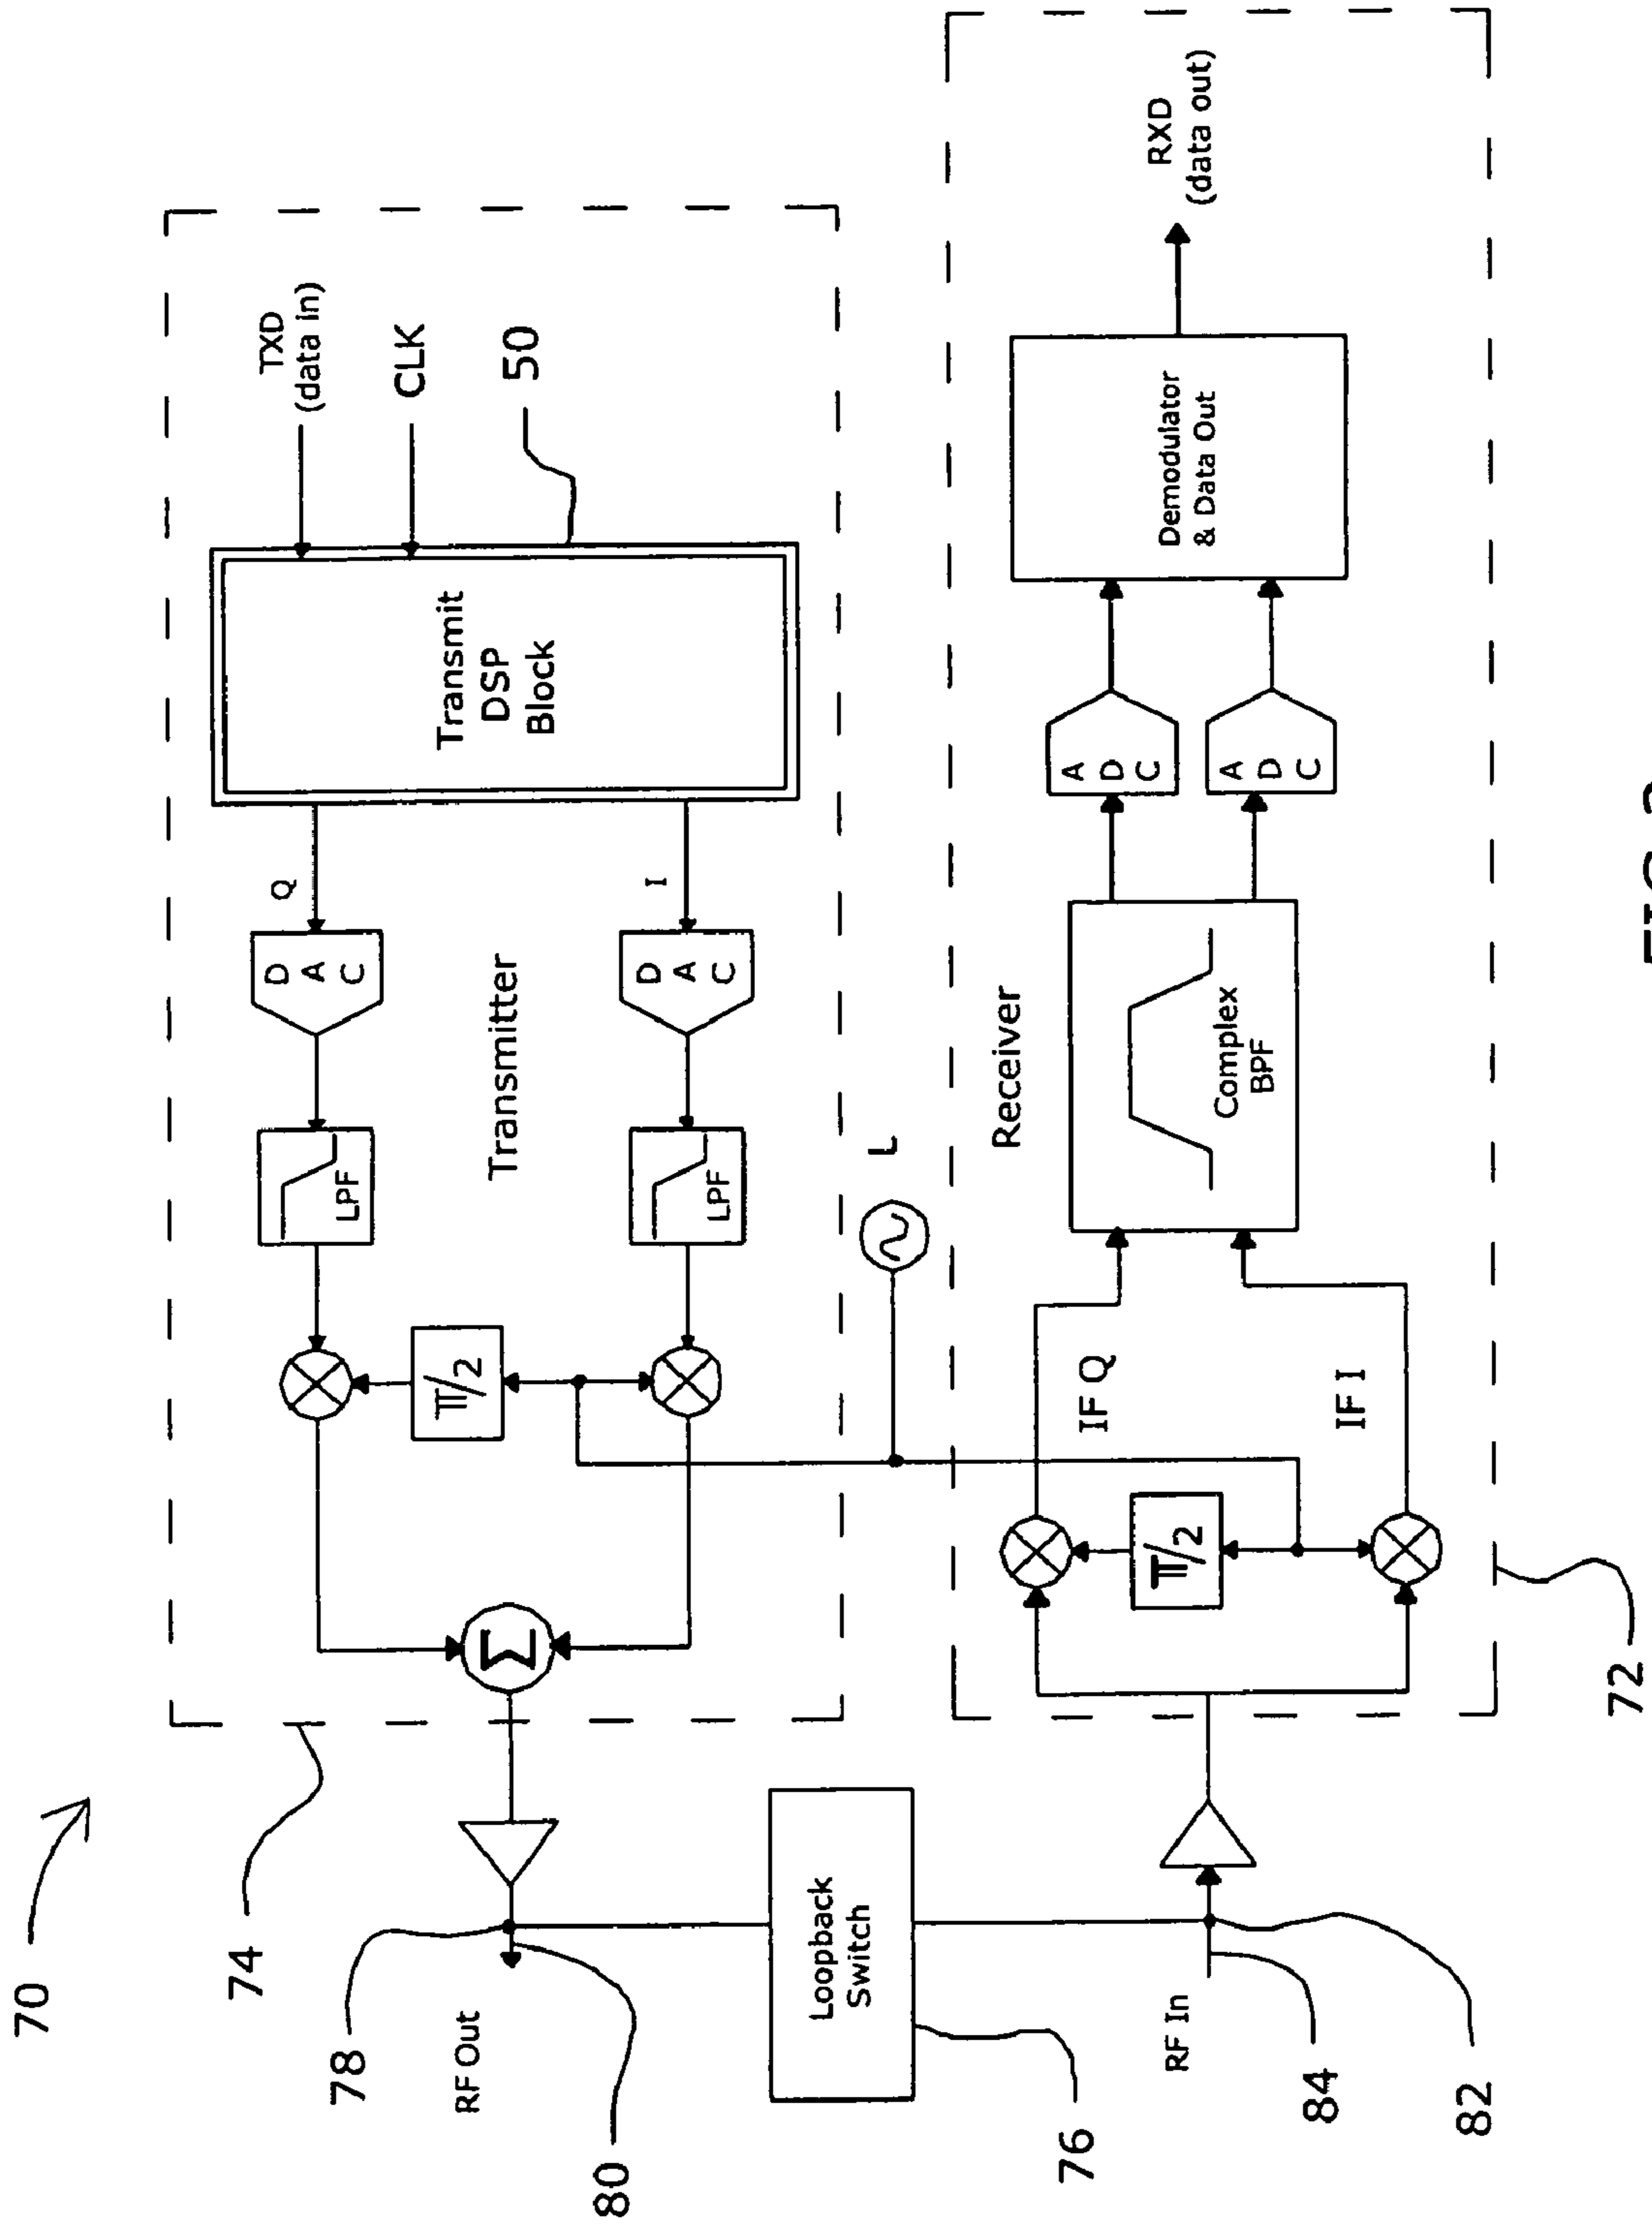 70
74
78
RF Out
80
Loopback
Switch
76
RF In
84
82
72
Σ
π/2
LPF
LPF
D
A
C
D
A
C
Q
I
Transmitter
Transmit
DSP
Block
TXD
(data in)
CLK
50
L
π/2
IF Q
IF I
Receiver
Complex
BPF
A
D
C
A
D
C
Demodulator
& Data Out
RXD
(data out)